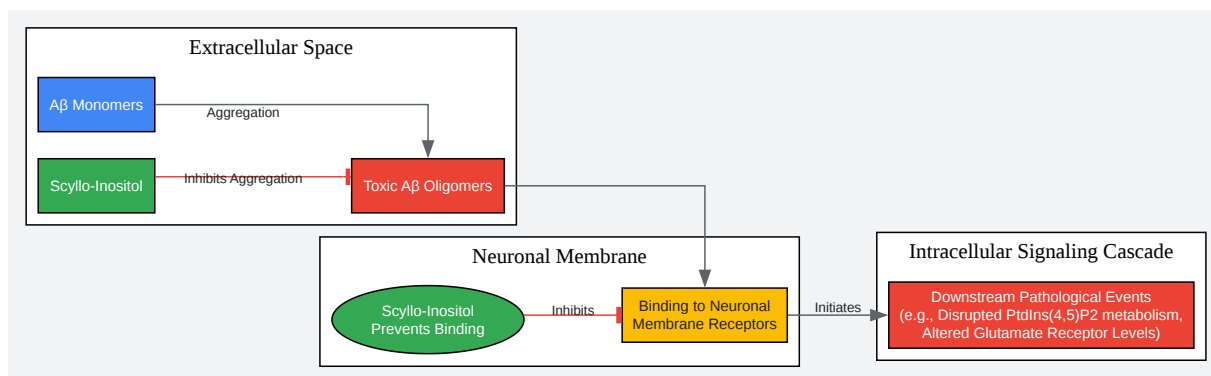 Extracellular Space
Aβ Monomers
Aggregation
Scyllo-Inositol
Inhibits Aggregation
Toxic Aβ Oligomers
Neuronal Membrane
Scyllo-Inositol
Prevents Binding
Inhibits
Binding to Neuronal
Membrane Receptors
Initiates
Intracellular Signaling Cascade
Downstream Pathological Events
(e.g., Disrupted PtdIns(4,5)P2 metabolism,
Altered Glutamate Receptor Levels)